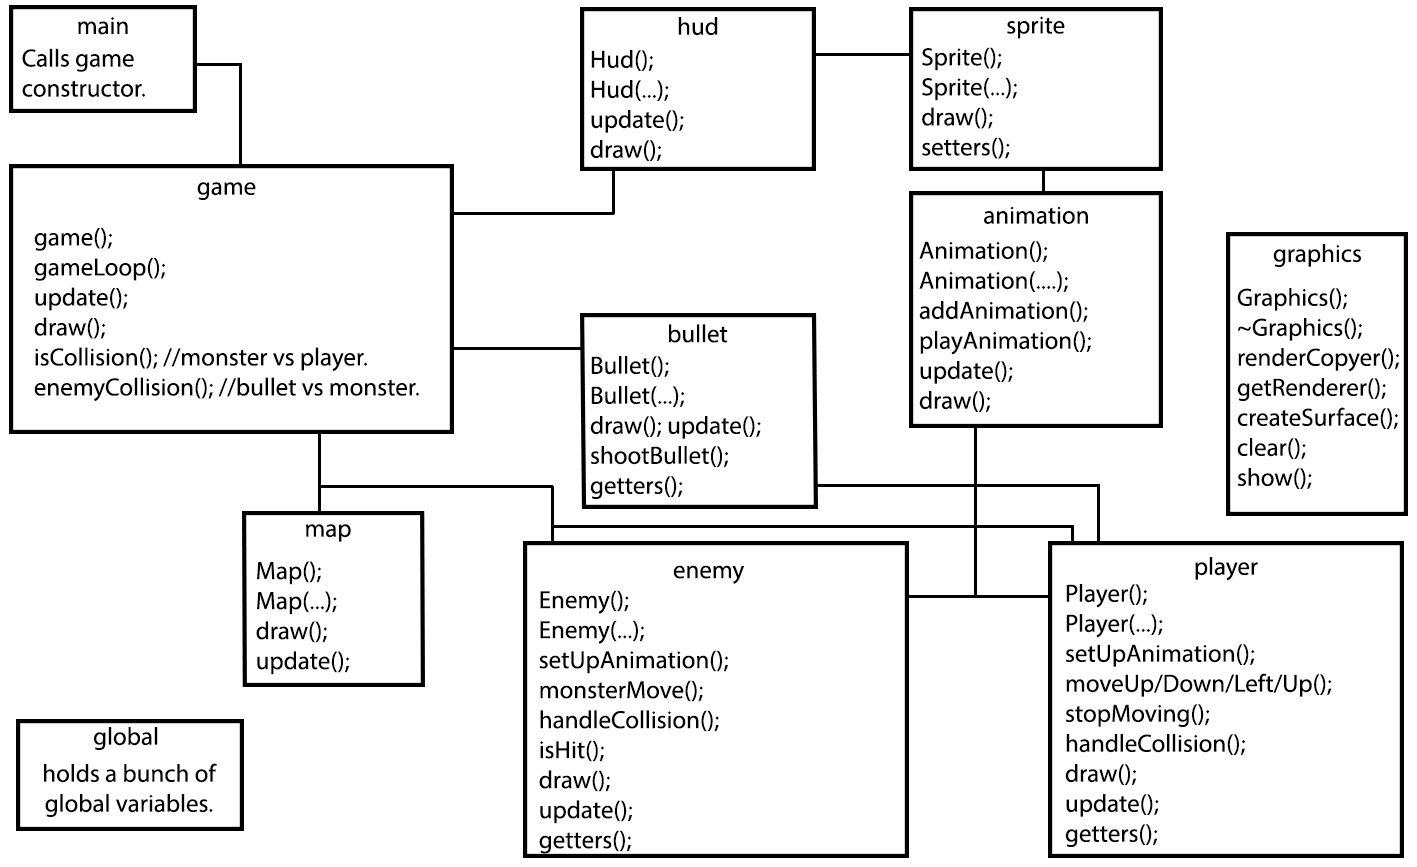 main
Calls game
constructor.
hud
Hud();
Hud(...);
update();
draw();
sprite
Sprite();
Sprite(...);
draw();
setters();
game
game();
gameLoop();
update();
draw();
isCollision(); //monster vs player.
enemyCollision(); //bullet vs monster.
bullet
Bullet();
Bullet(...);
draw(); update();
shootBullet();
getters();
animation
Animation();
Animation(....);
addAnimation();
playAnimation();
update();
draw();
graphics
Graphics();
~Graphics();
renderCopyer();
getRenderer();
createSurface();
clear();
show();
map
Map();
Map(...);
draw();
update();
enemy
Enemy();
Enemy(...);
setUpAnimation();
monsterMove();
handleCollision();
isHit();
draw();
update();
getters();
player
Player();
Player(...);
setUpAnimation();
moveUp/Down/Left/Up();
stopMoving();
handleCollision();
draw();
update();
getters();
global
holds a bunch of
global variables.